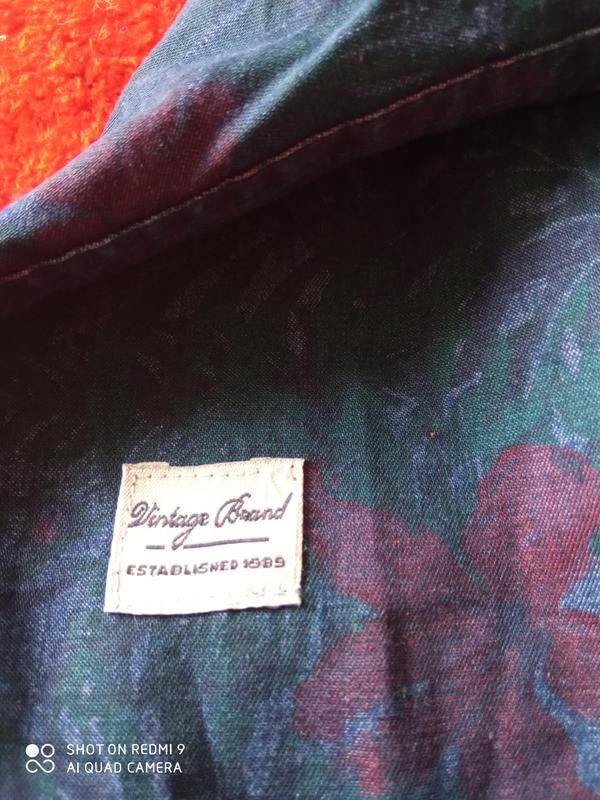 Vintage Brand
ESTABLISHED 1989
SHOT ON REDMI 9
AI QUAD CAMERA